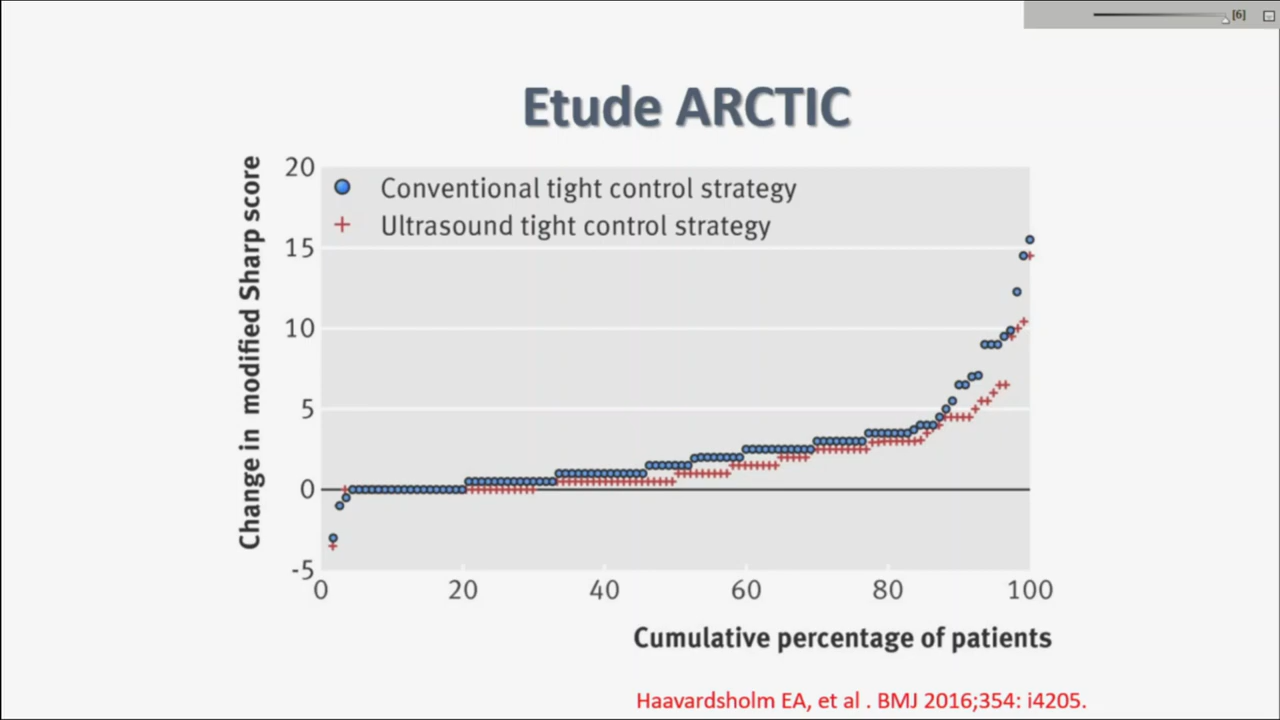 [6]
Etude ARCTIC
Change in modified Sharp score
20
15
10
5
0
-5
Conventional tight control strategy
Ultrasound tight control strategy
0 20 40 60 80 100
Cumulative percentage of patients
Haavardsholm EA, et al . BMJ 2016;354: i4205.